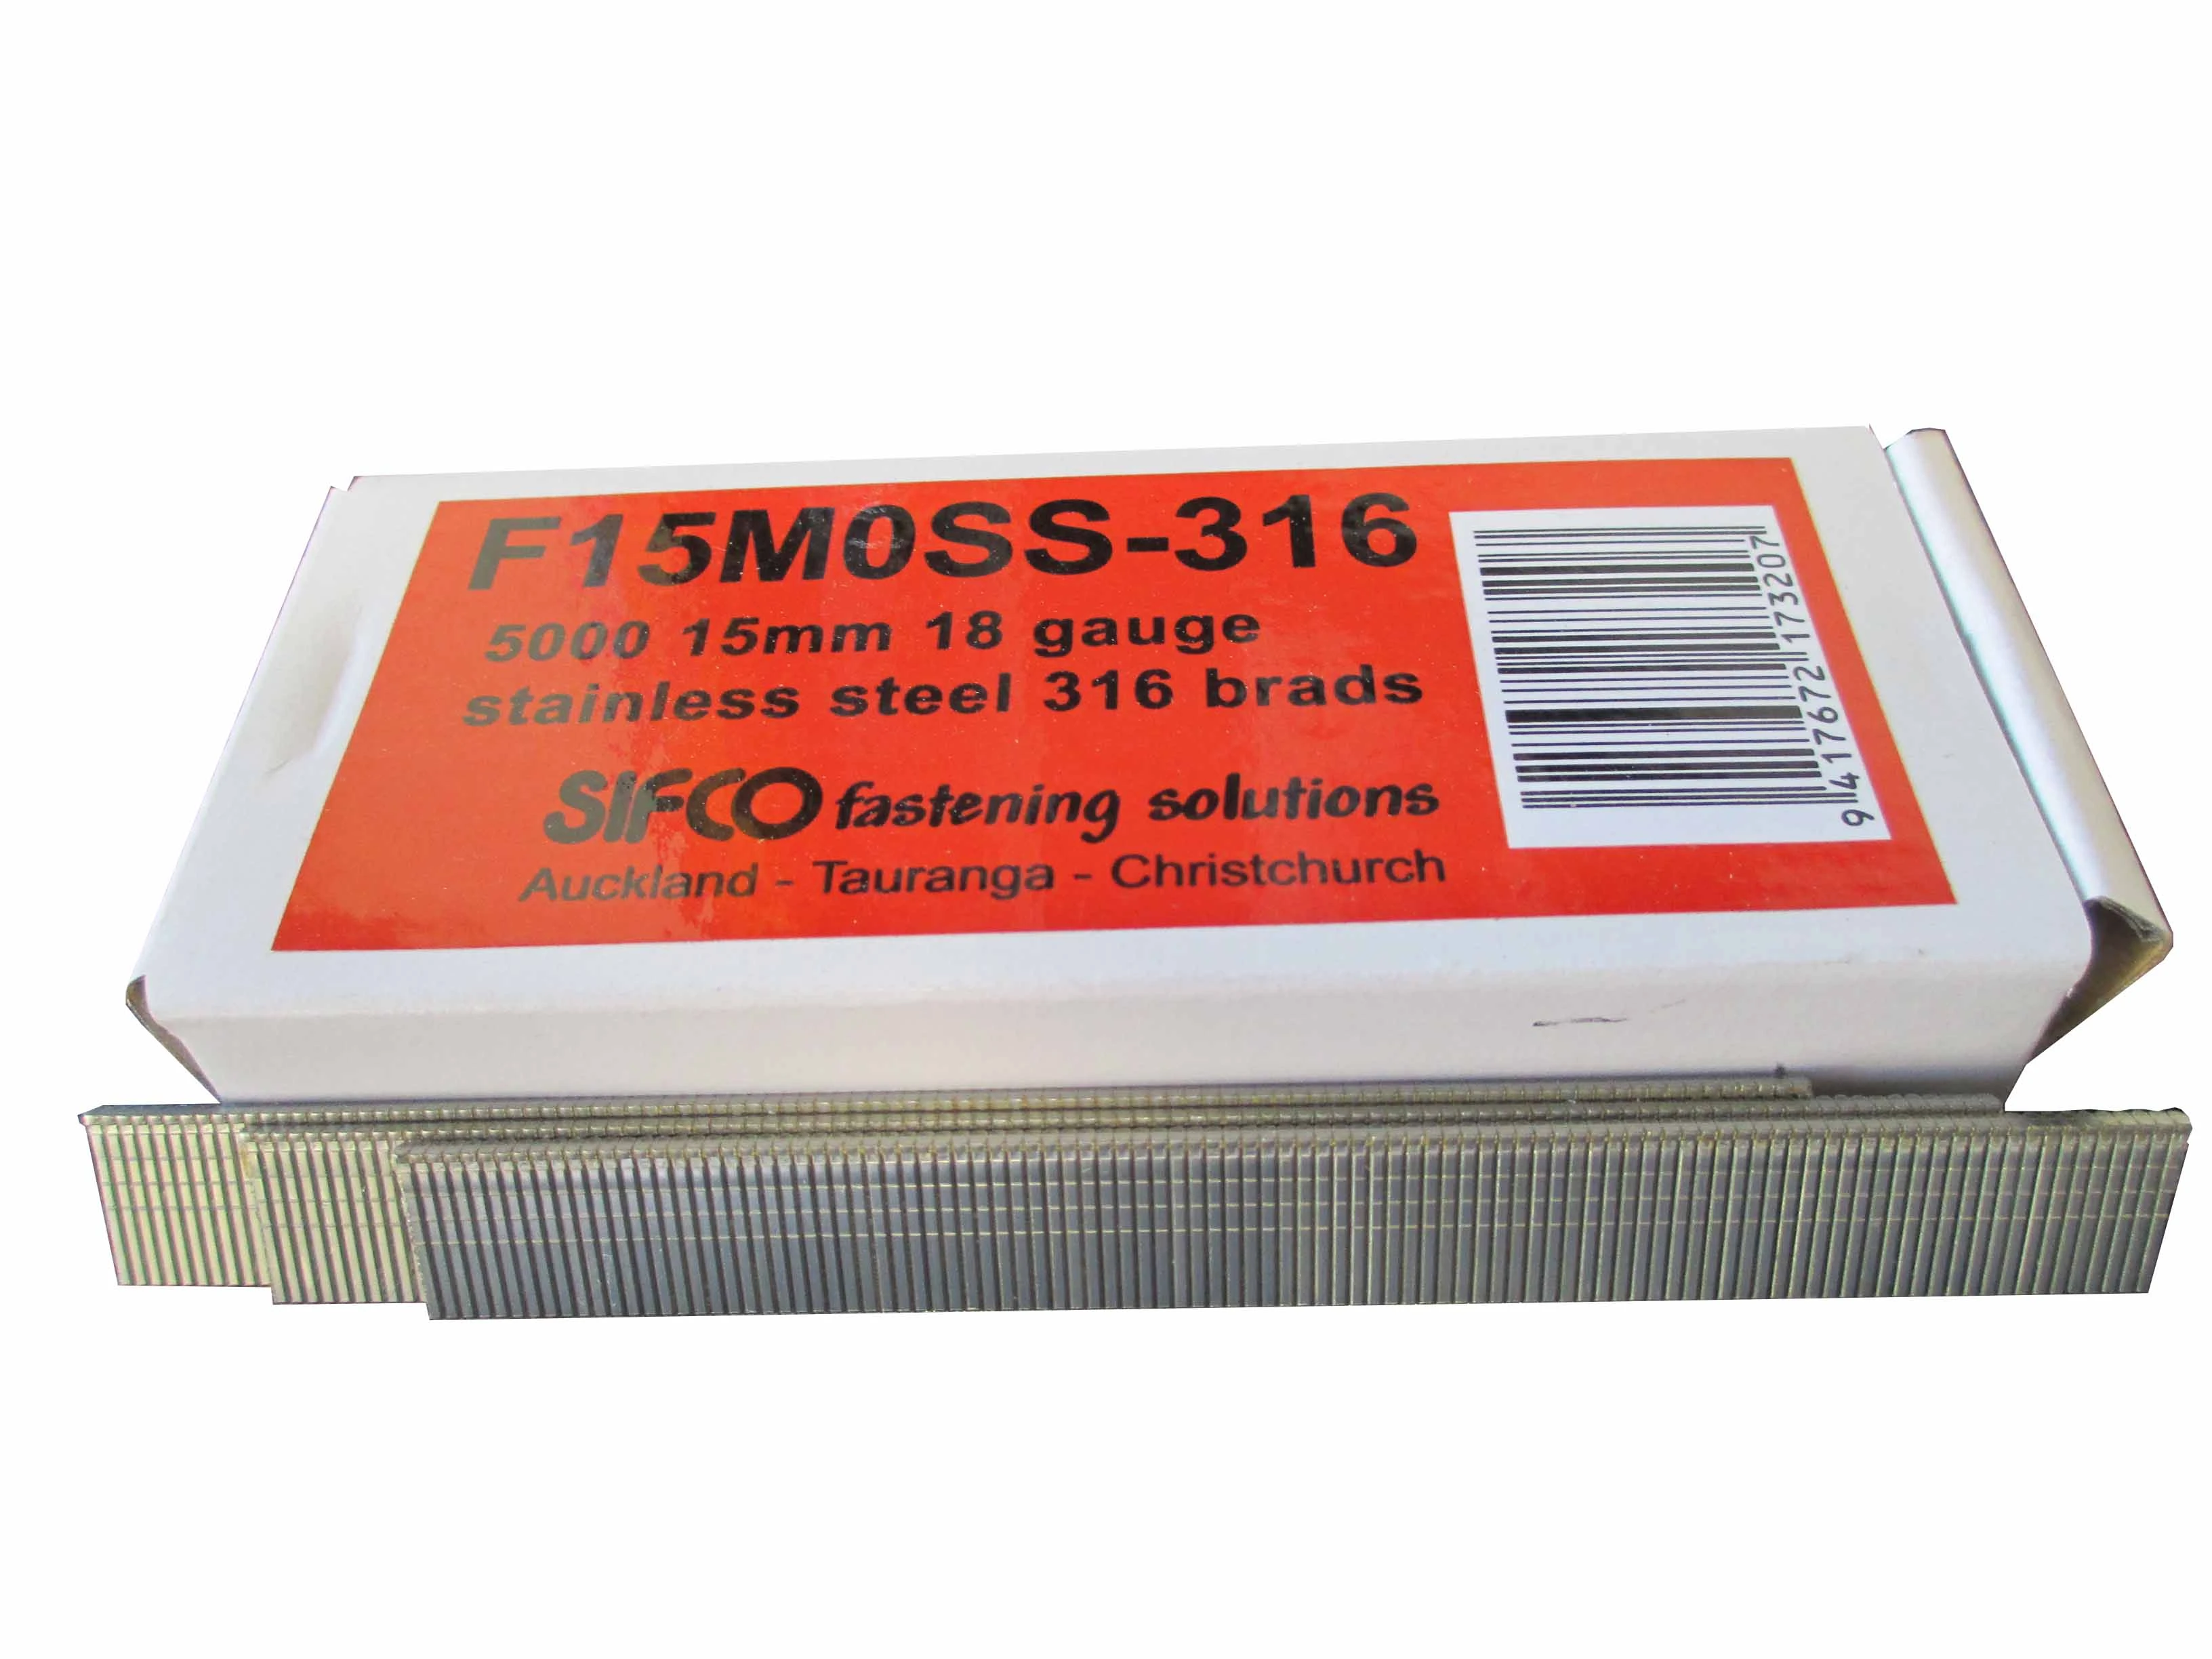 F15M0SS-316
5000 15mm 18 gauge
stainless steel 316 brads
SIFCO fastening solutions
Auckland - Tauranga - Christchurch
9 417672 173207